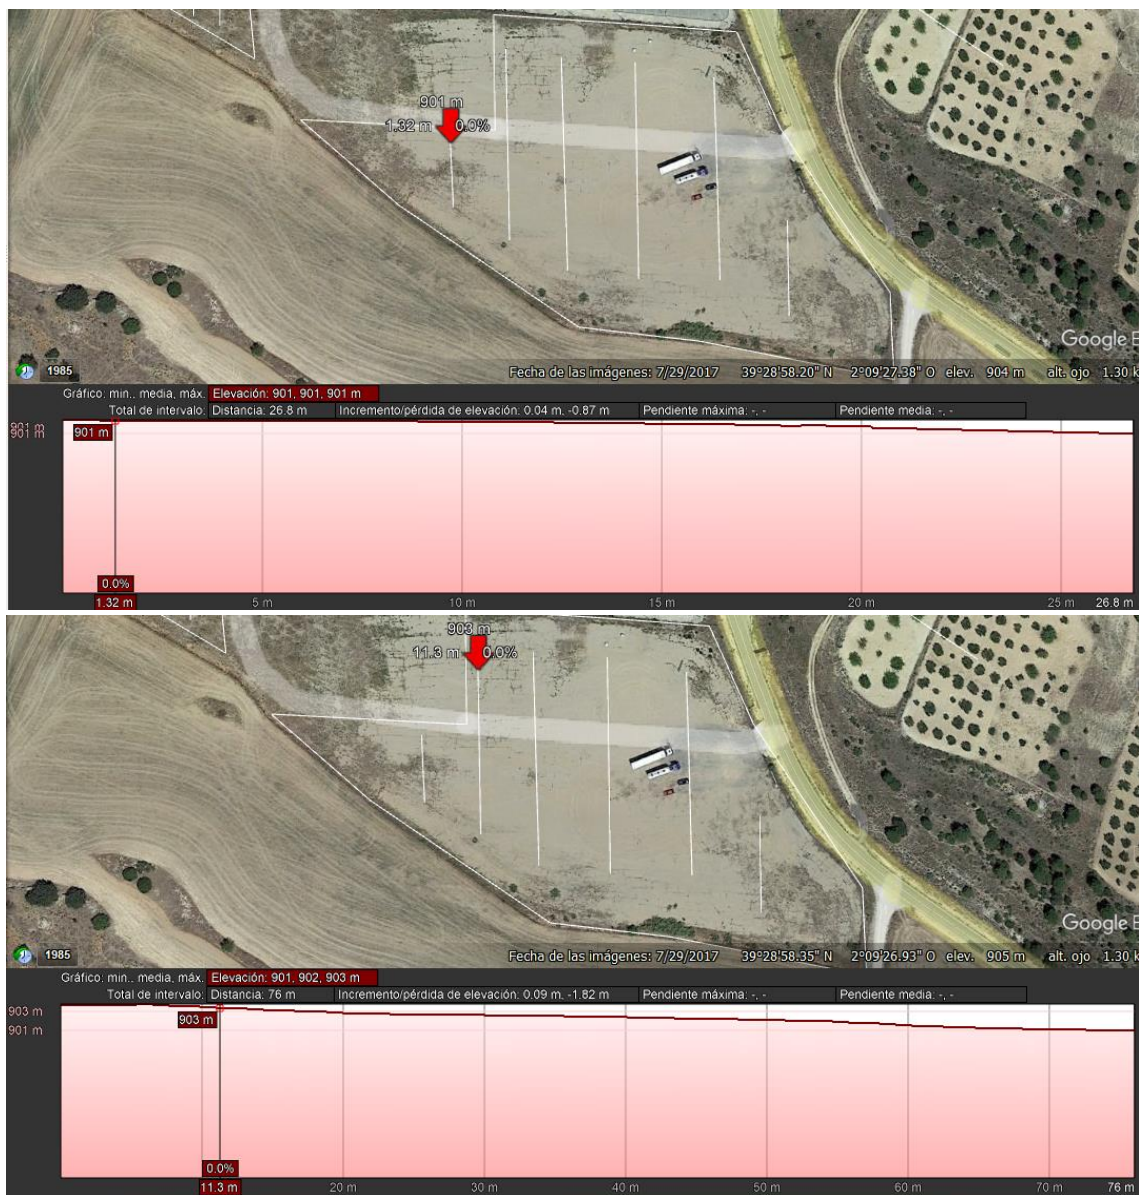 901 m
1.32 m 0.0%
Google E
1985
Fecha de las imágenes: 7/29/2017 39°28'58.20" N 2°09'27.38" O elev. 904 m alt. ojo 1.30 k
Gráfico: min., media, máx. Elevación: 901, 901, 901 m
Total de intervalo: Distancia: 26.8 m Incremento/pérdida de elevación: 0.04 m, -0.87 m Pendiente máxima: -, - Pendiente media: -, -
901 m
901 m
901 m
0.0%
1.32 m 5 m 10 m 15 m 20 m 25 m 26.8 m
903 m
11.3 m 0.0%
Google E
1985
Fecha de las imágenes: 7/29/2017 39°28'58.35" N 2°09'26.93" O elev. 905 m alt. ojo 1.30 k
Gráfico: min., media, máx. Elevación: 901, 902, 903 m
Total de intervalo: Distancia: 76 m Incremento/pérdida de elevación: 0.09 m, -1.82 m Pendiente máxima: -, - Pendiente media: -, -
903 m
903 m
901 m
0.0%
11.3 m 20 m 30 m 40 m 50 m 60 m 70 m 76 m